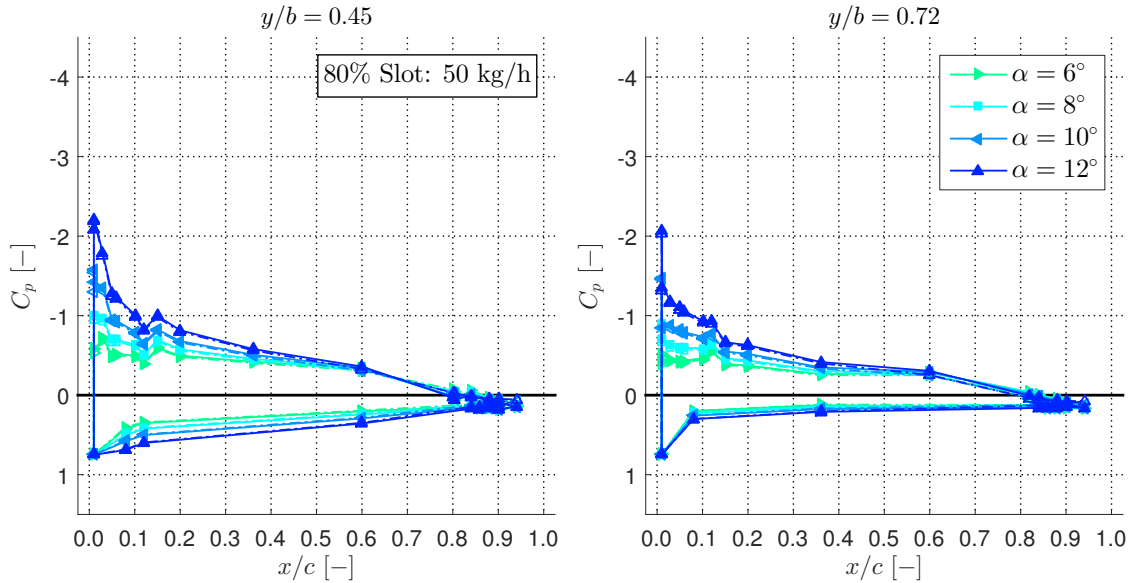 y/b = 0.45
80% Slot: 50 kg/h
-4
-3
-2
-1
0
1
C_p [−]
0.0 0.1 0.2 0.3 0.4 0.5 0.6 0.7 0.8 0.9 1.0
x/c [−]
y/b = 0.72
α = 6°
α = 8°
α = 10°
α = 12°
-4
-3
-2
-1
0
1
C_p [−]
0.0 0.1 0.2 0.3 0.4 0.5 0.6 0.7 0.8 0.9 1.0
x/c [−]